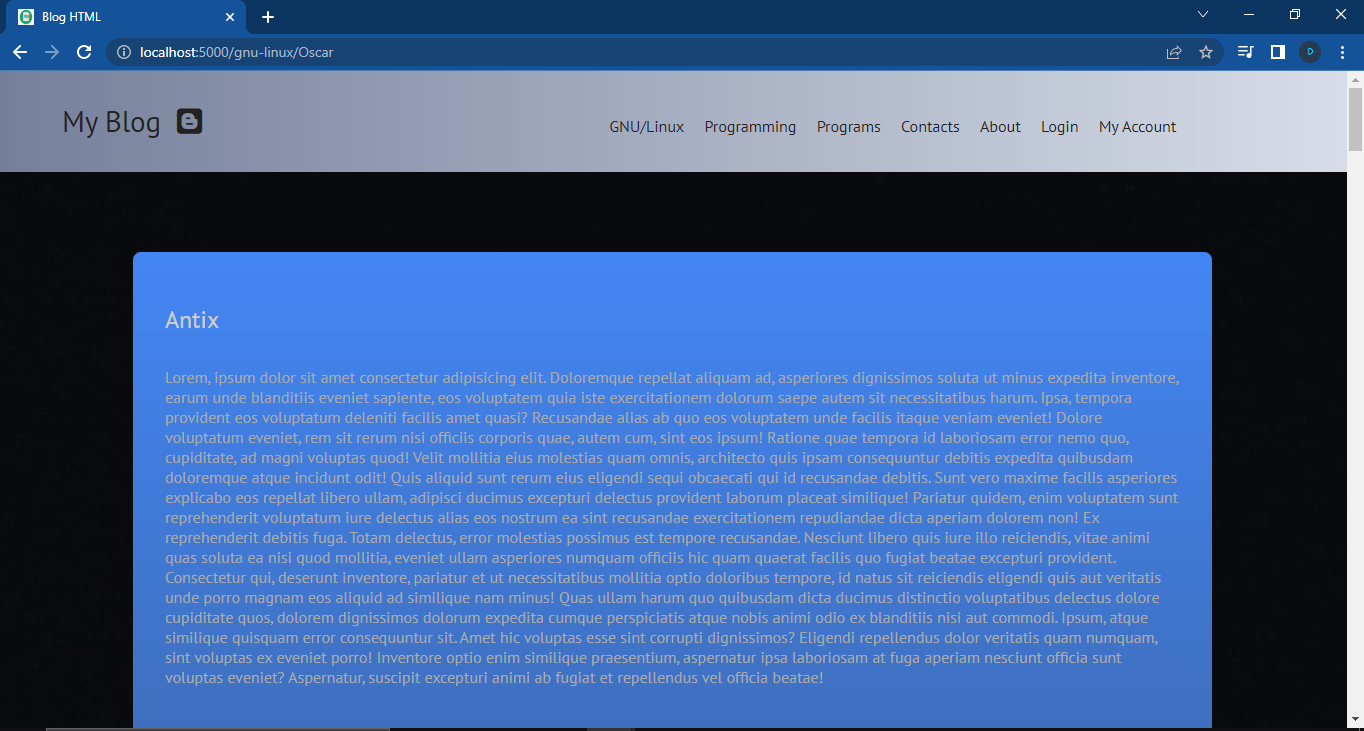 Blog HTML
localhost:5000/gnu-linux/Oscar
D
My Blog
GNU/Linux Programming Programs Contacts About Login My Account
Antix
Lorem, ipsum dolor sit amet consectetur adipisicing elit. Doloremque repellat aliquam ad, asperiores dignissimos soluta ut minus expedita inventore,
earum unde blanditiis eveniet sapiente, eos voluptatem quia iste exercitationem dolorum saepe autem sit necessitatibus harum. Ipsa, tempora
provident eos voluptatum deleniti facilis amet quasi? Recusandae alias ab quo eos voluptatem unde facilis itaque veniam eveniet! Dolore
voluptatum eveniet, rem sit rerum nisi officiis corporis quae, autem cum, sint eos ipsum! Ratione quae tempora id laboriosam error nemo quo,
cupiditate, ad magni voluptas quod! Velit mollitia eius molestias quam omnis, architecto quis ipsam consequuntur debitis expedita quibusdam
doloremque atque incidunt odit! Quis aliquid sunt rerum eius eligendi sequi obcaecati qui id recusandae debitis. Sunt vero maxime facilis asperiores
explicabo eos repellat libero ullam, adipisci ducimus excepturi delectus provident laborum placeat similique! Pariatur quidem, enim voluptatem sunt
reprehenderit voluptatum iure delectus alias eos nostrum ea sint recusandae exercitationem repudiandae dicta aperiam dolorem non! Ex
reprehenderit debitis fuga. Totam delectus, error molestias possimus est tempore recusandae. Nesciunt libero quis iure illo reiciendis, vitae animi
quas soluta ea nisi quod mollitia, eveniet ullam asperiores numquam officiis hic quam quaerat facilis quo fugiat beatae excepturi provident.
Consectetur qui, deserunt inventore, pariatur et ut necessitatibus mollitia optio doloribus tempore, id natus sit reiciendis eligendi quis aut veritatis
unde porro magnam eos aliquid ad similique nam minus! Quas ullam harum quo quibusdam dicta ducimus distinctio voluptatibus delectus dolore
cupiditate quos, dolorem dignissimos dolorum expedita cumque perspiciatis atque nobis animi odio ex blanditiis nisi aut commodi. Ipsum, atque
similique quisquam error consequuntur sit. Amet hic voluptas esse sint corrupti dignissimos? Eligendi repellendus dolor veritatis quam numquam,
sint voluptas ex eveniet porro! Inventore optio enim similique praesentium, aspernatur ipsa laboriosam at fuga aperiam nesciunt officia sunt
voluptas eveniet? Aspernatur, suscipit excepturi animi ab fugiat et repellendus vel officia beatae!